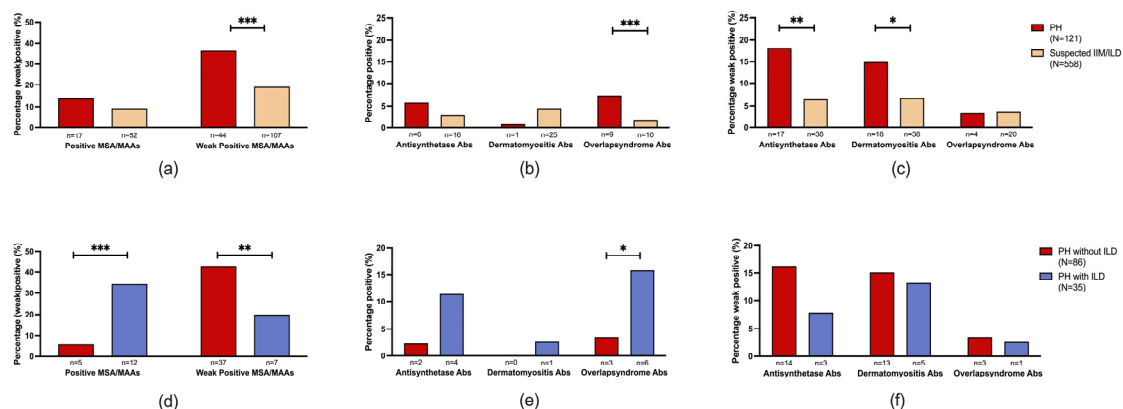 Percentage (weak)positive (%)
50
40
30
20
10
0
***
n=17
n=52
n=44
n=107
Positive MSA/MAAs
Weak Positive MSA/MAAs
(a)
Percentage positive (%)
20
15
10
5
0
***
n=6
n=16
n=1
n=25
n=9
n=10
Antisynthetase Abs
Dermatomyositis Abs
Overlapsyndrome Abs
(b)
Percentage weak positive (%)
20
15
10
5
0
**
*
n=17
n=36
n=18
n=38
n=4
n=20
Antisynthetase Abs
Dermatomyositis Abs
Overlapsyndrome Abs
(c)
PH
(N=121)
Suspected IIM/ILD
(N=558)
Percentage (weak)positive (%)
50
40
30
20
10
0
***
**
n=5
n=12
n=37
n=7
Positive MSA/MAAs
Weak Positive MSA/MAAs
(d)
Percentage positive (%)
20
15
10
5
0
*
n=2
n=4
n=0
n=1
n=3
n=6
Antisynthetase Abs
Dermatomyositis Abs
Overlapsyndrome Abs
(e)
Percentage weak positive (%)
20
15
10
5
0
n=14
n=3
n=13
n=5
n=3
n=1
Antisynthetase Abs
Dermatomyositis Abs
Overlapsyndrome Abs
(f)
PH without ILD
(N=86)
PH with ILD
(N=35)